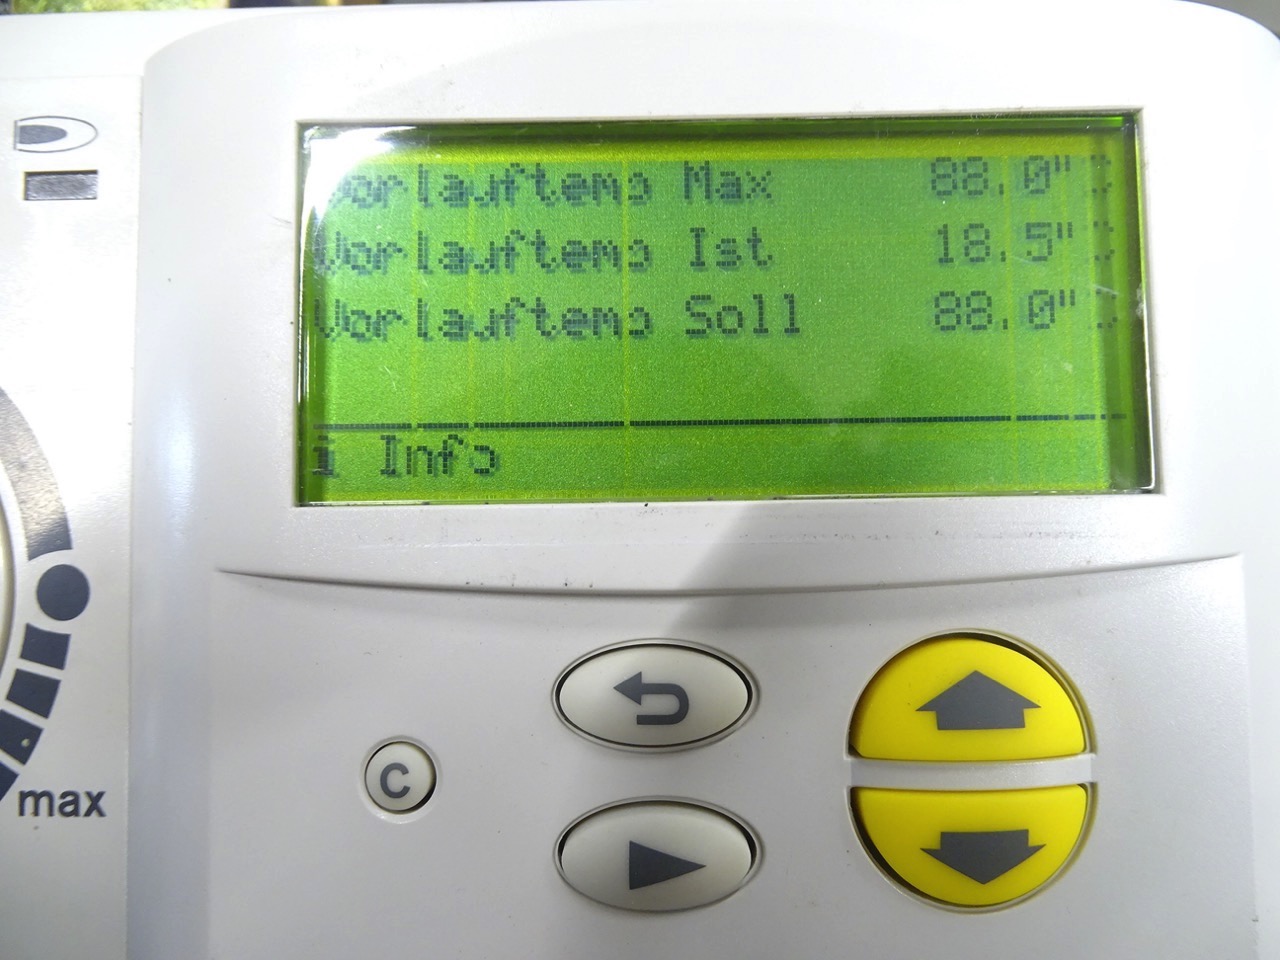 Vorlauftemp Max 88.0" C
Vorlauftemp Ist 18.5" C
Vorlauftemp Soll 88.0" C
i Info
C
max